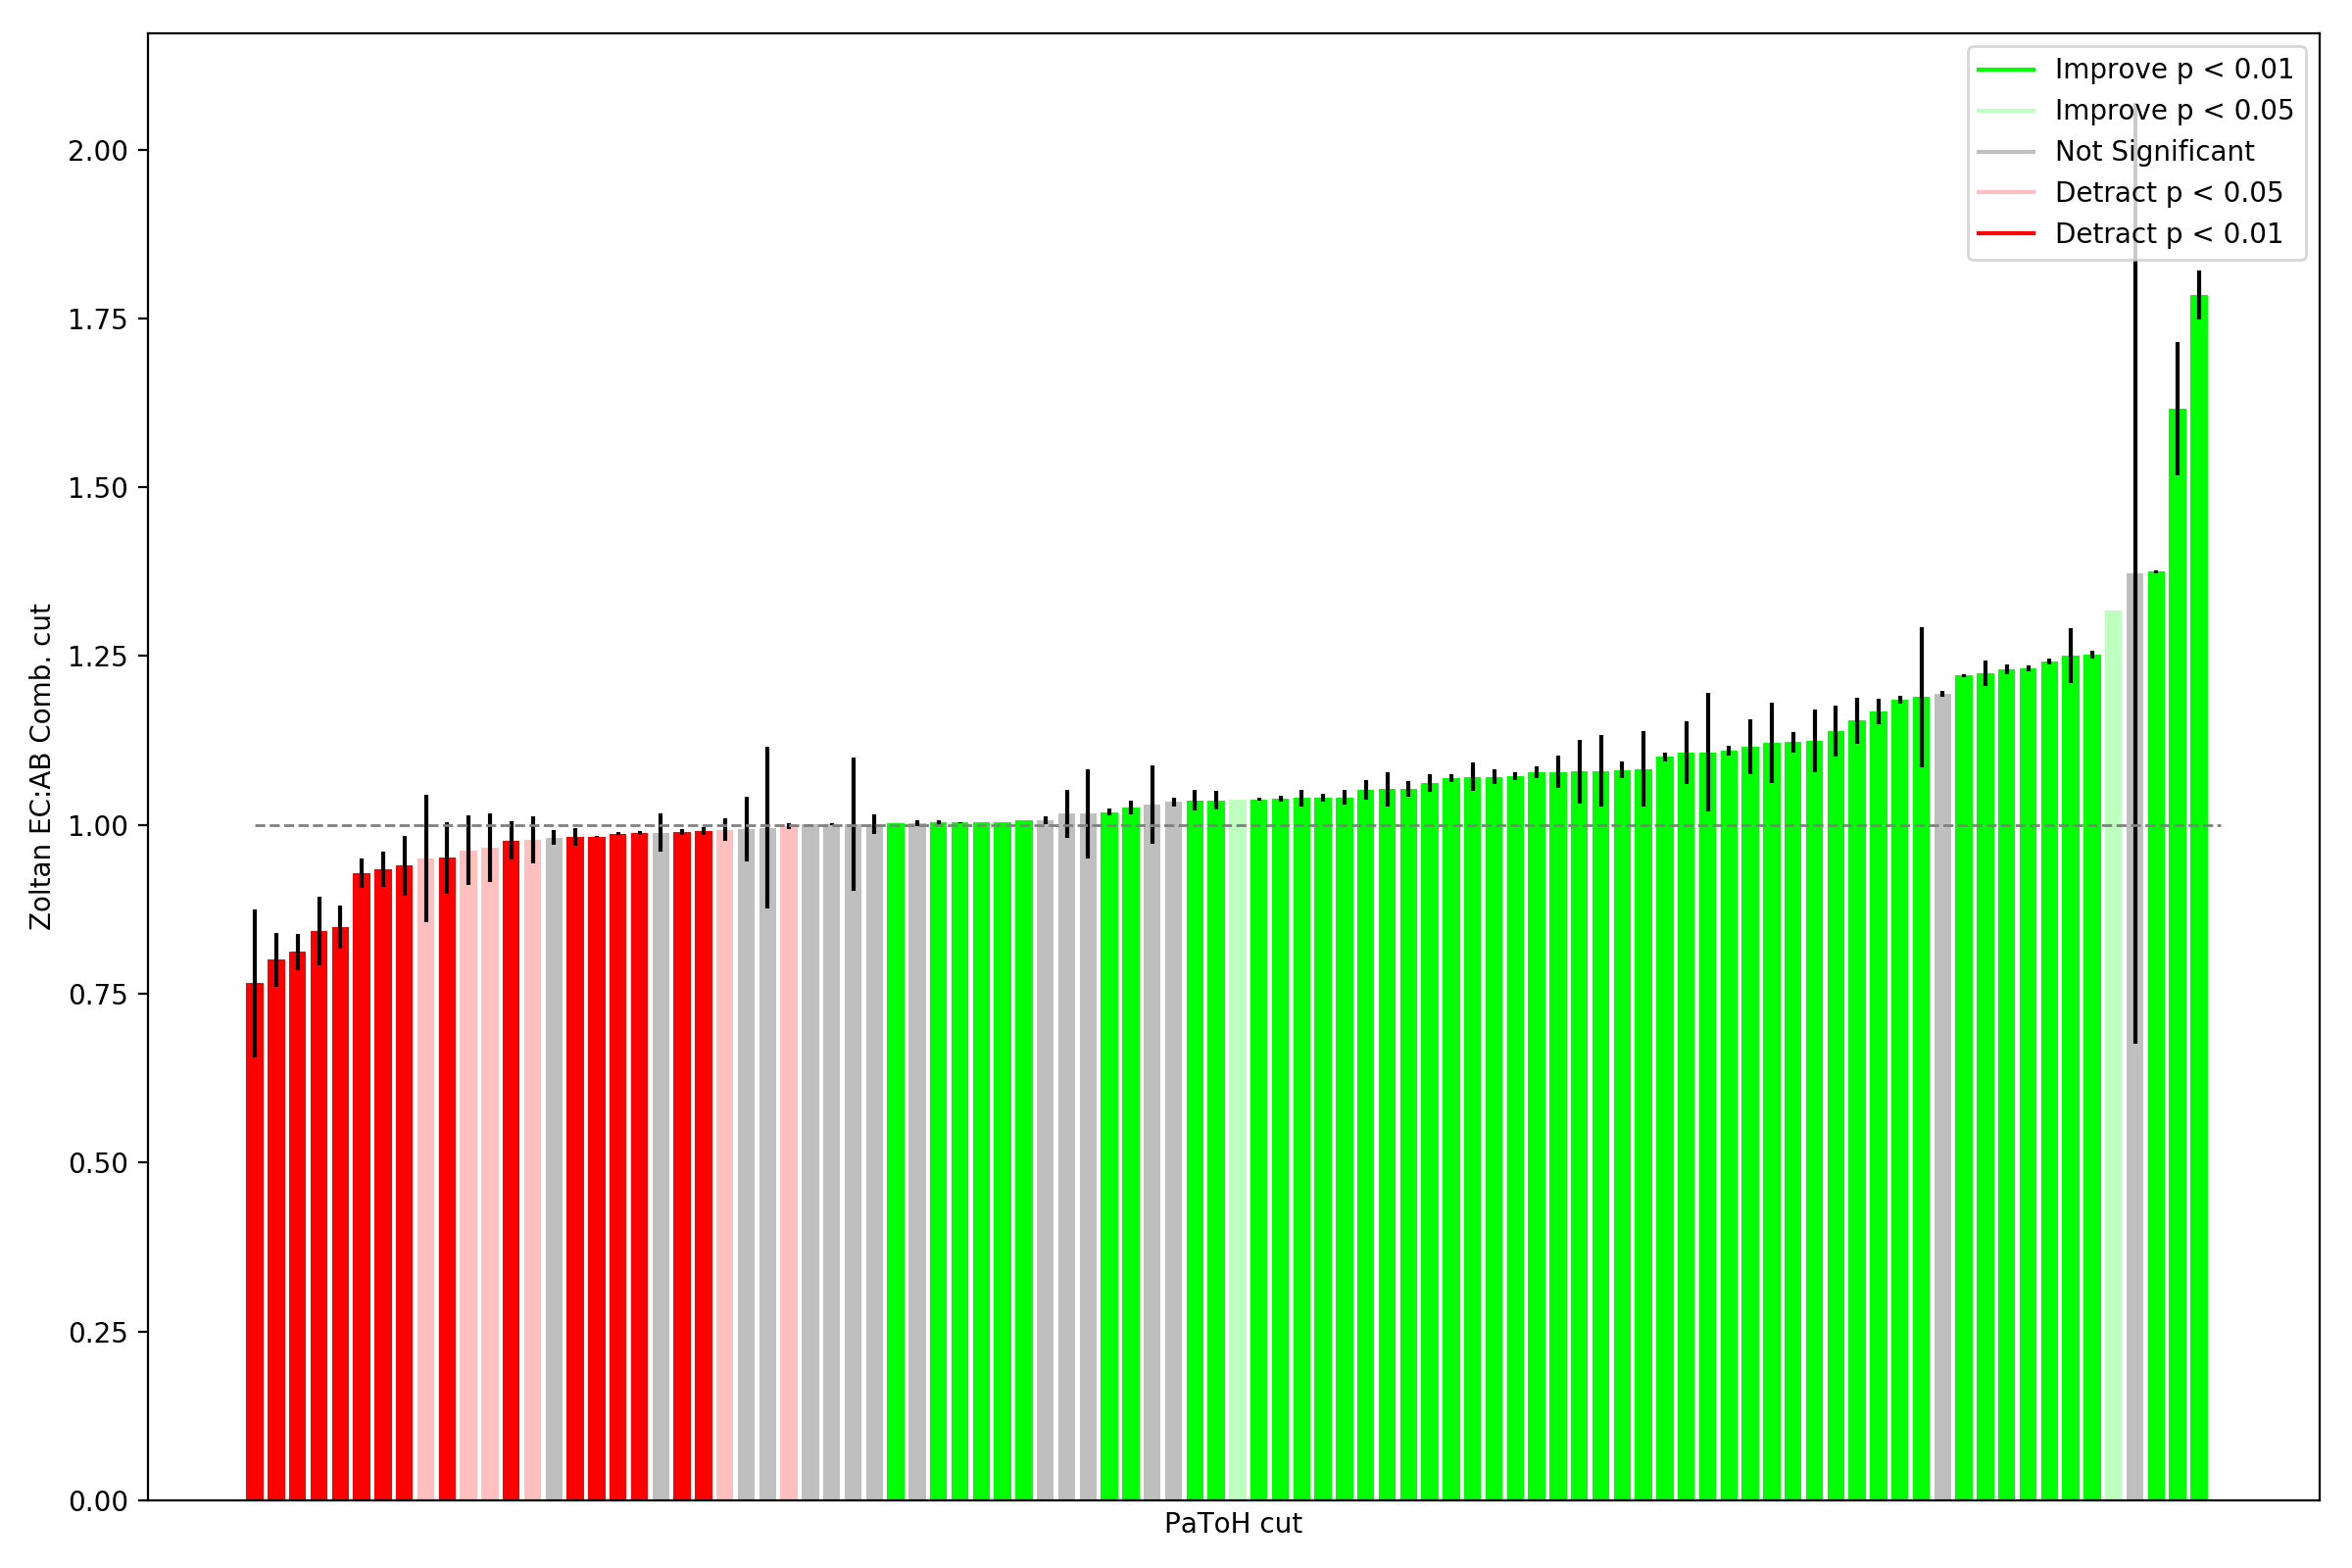 Improve p < 0.01
Improve p < 0.05
Not Significant
Detract p < 0.05
Detract p < 0.01
2.00
1.75
1.50
1.25
1.00
0.75
0.50
0.25
0.00
Zoltan EC:AB Comb. cut
PaToH cut